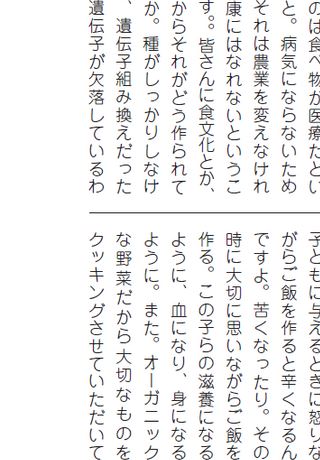 のは食べ物が医療だとい
と。病気にならないため
それは農業を変えなけれ
康にはなれないというこ
す。皆さんに食文化とか、
からそれがどう作られて
か。種がしっかりしなけ
、遺伝子組み換えだった
遺伝子が欠落しているわ
子どもに与えるときに怒りな
がらご飯を作ると辛くなるん
ですよ。苦くなったり。その
時に大切に思いながらご飯を
作る。この子らの滋養になる
ように、血になり、身になる
ように。また。オーガニック
な野菜だから大切なものを
クッキングさせていただいて